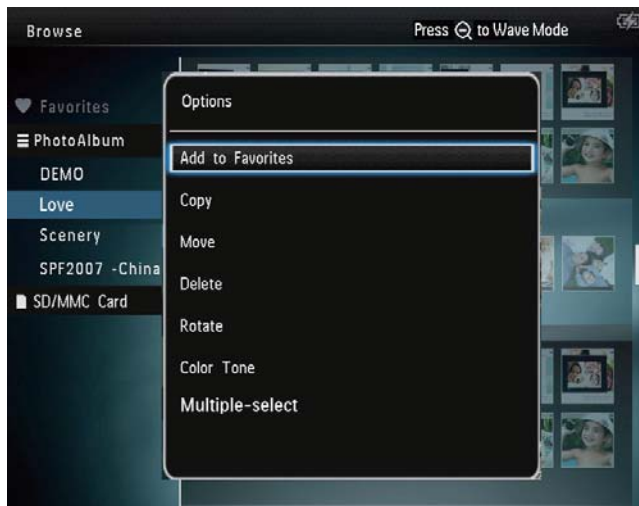 Browse
Press to Wave Mode
Favorites
PhotoAlbum
DEMO
Love
Scenery
SPF2007 -China
SD/MMC Card
Options
Add to Favorites
Copy
Move
Delete
Rotate
Color Tone
Multiple-select